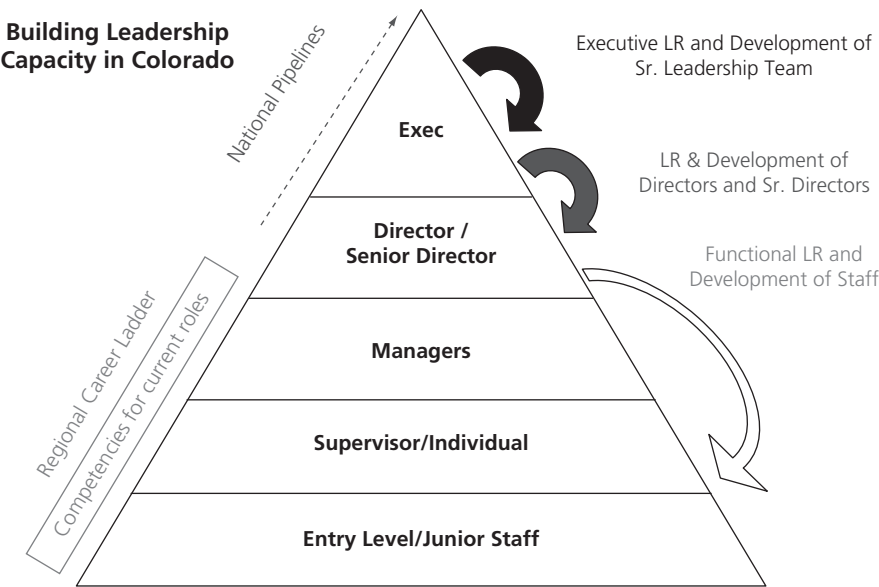 Building Leadership
Capacity in Colorado
National Pipelines
Executive LR and Development of
Sr. Leadership Team
Exec
LR & Development of
Directors and Sr. Directors
Director /
Senior Director
Functional LR and
Development of Staff
Regional Career Ladder
Competencies for current roles
Managers
Supervisor/Individual
Entry Level/Junior Staff